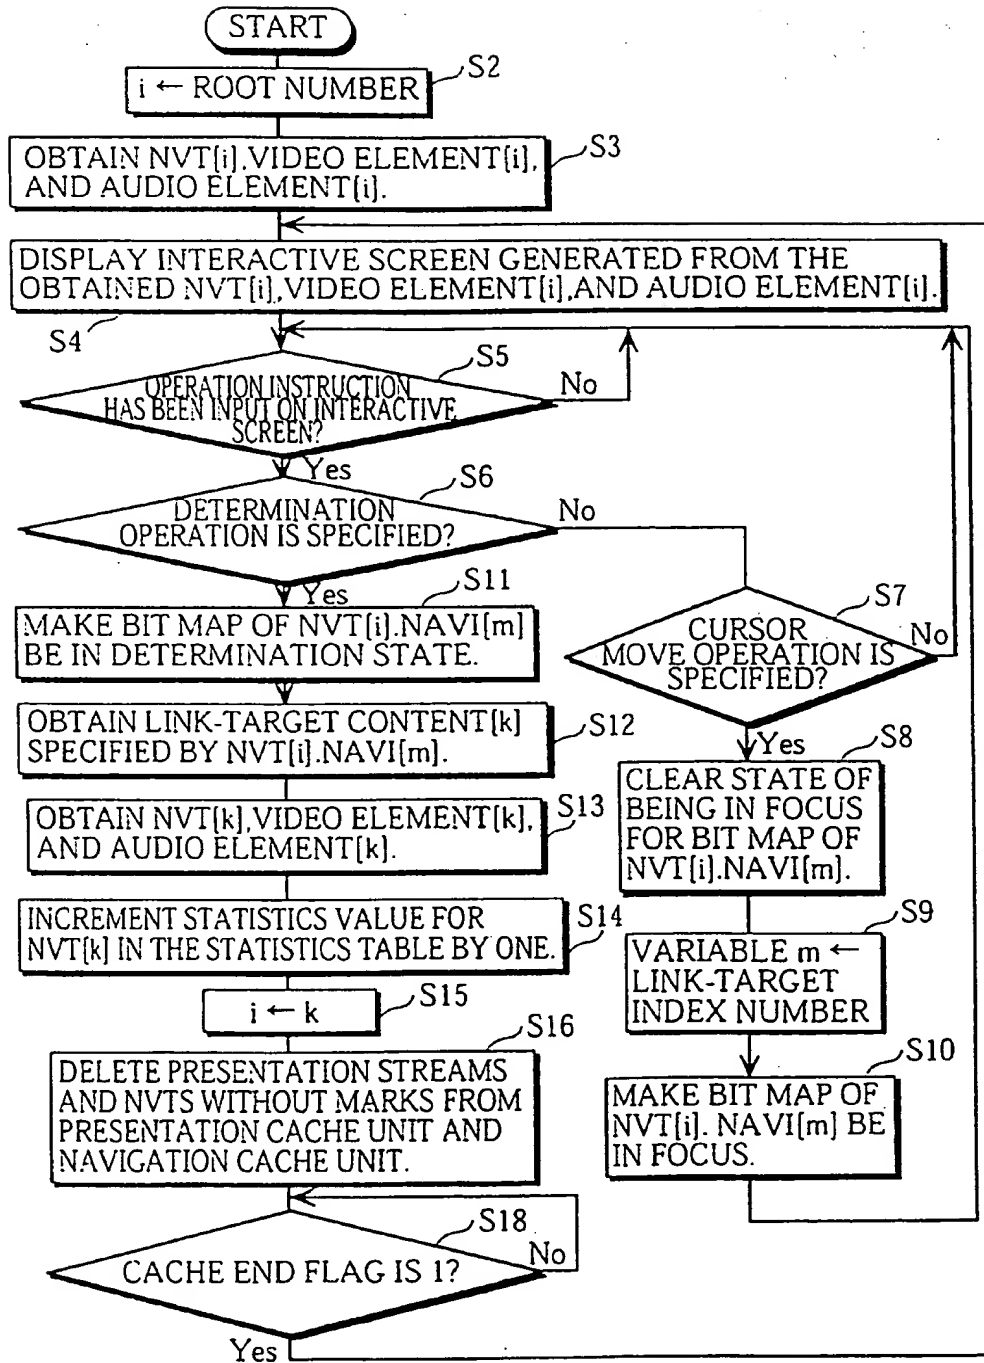 START
S2
i ← ROOT NUMBER
S3
OBTAIN NVT[i],VIDEO ELEMENT[i],
AND AUDIO ELEMENT[i].
DISPLAY INTERACTIVE SCREEN GENERATED FROM THE
OBTAINED NVT[i],VIDEO ELEMENT[i],AND AUDIO ELEMENT[i].
S4
S5
OPERATION INSTRUCTION
HAS BEEN INPUT ON INTERACTIVE
SCREEN?
No
Yes
S6
DETERMINATION
OPERATION IS SPECIFIED?
No
Yes
S11
MAKE BIT MAP OF NVT[i].NAVI[m]
BE IN DETERMINATION STATE.
S12
OBTAIN LINK-TARGET CONTENT[k]
SPECIFIED BY NVT[i].NAVI[m].
S13
OBTAIN NVT[k],VIDEO ELEMENT[k],
AND AUDIO ELEMENT[k].
S14
INCREMENT STATISTICS VALUE FOR
NVT[k] IN THE STATISTICS TABLE BY ONE.
S15
i ← k
S16
DELETE PRESENTATION STREAMS
AND NVTS WITHOUT MARKS FROM
PRESENTATION CACHE UNIT AND
NAVIGATION CACHE UNIT.
S18
CACHE END FLAG IS 1?
No
Yes
S7
CURSOR
MOVE OPERATION IS
SPECIFIED?
No
Yes
S8
CLEAR STATE OF
BEING IN FOCUS
FOR BIT MAP OF
NVT[i].NAVI[m].
S9
VARIABLE m ←
LINK-TARGET
INDEX NUMBER
S10
MAKE BIT MAP OF
NVT[i]. NAVI[m] BE
IN FOCUS.